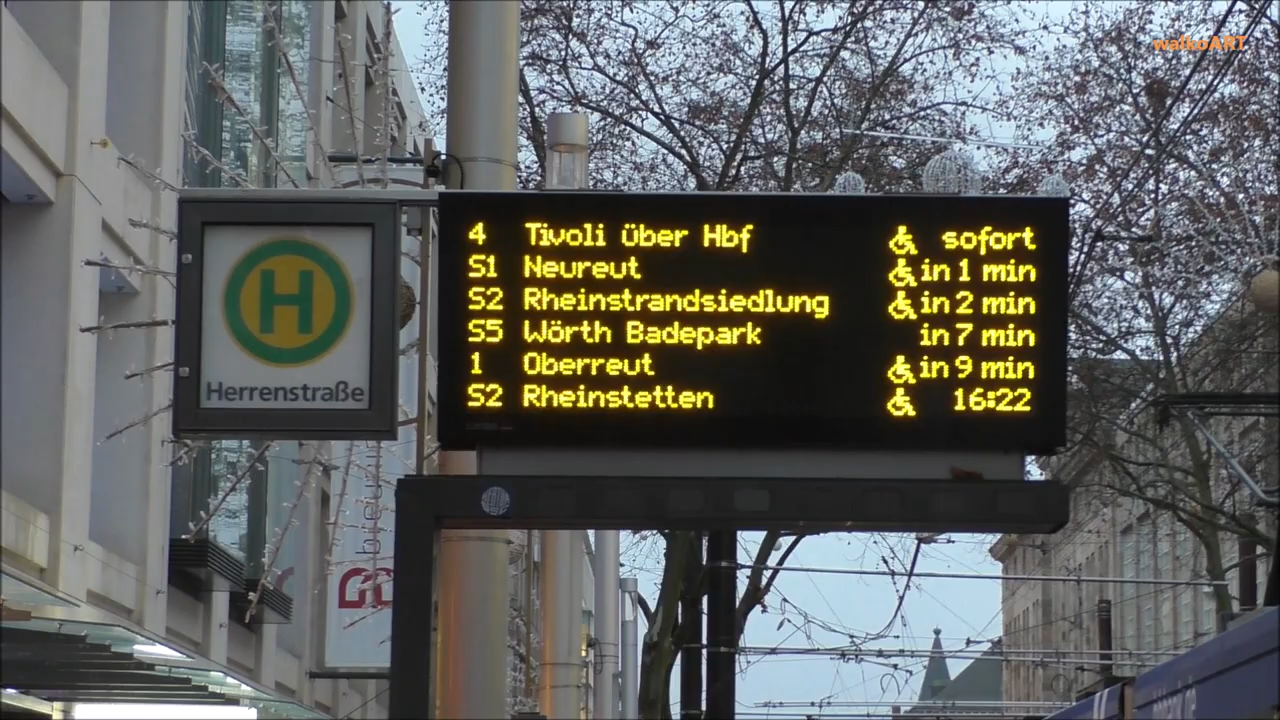 walkoART
H
Herrenstraße
4 Tivoli über Hbf sofort
S1 Neureut in 1 min
S2 Rheinstrandsiedlung in 2 min
S5 Wörth Badepark in 7 min
1 Oberreut in 9 min
S2 Rheinstetten 16:22